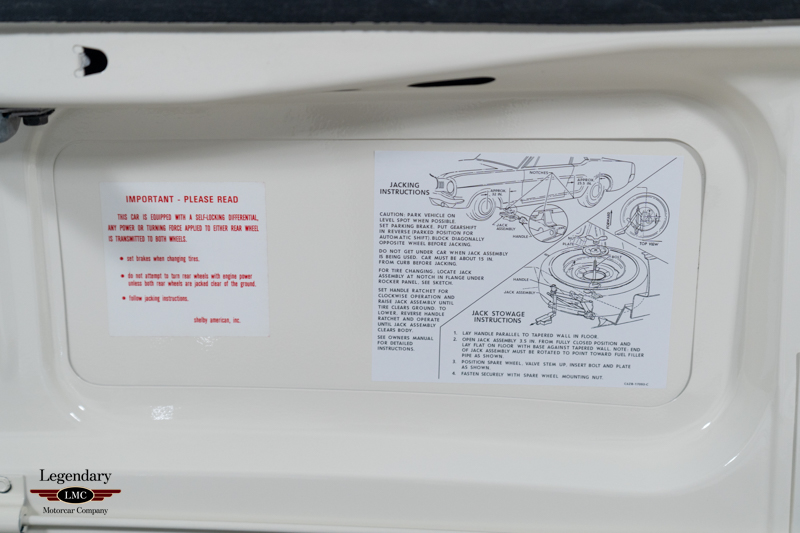 IMPORTANT - PLEASE READ
THIS CAR IS EQUIPPED WITH A SELF-LOCKING DIFFERENTIAL.
ANY POWER OR TURNING FORCE APPLIED TO EITHER REAR WHEEL
IS TRANSMITTED TO BOTH WHEELS.
• set brakes when changing tires.
• do not attempt to turn rear wheels with engine power
unless both rear wheels are jacked clear of the ground.
• follow jacking instructions.
shelby american, inc.
JACKING
INSTRUCTIONS
CAUTION: PARK VEHICLE ON
LEVEL SPOT WHEN POSSIBLE.
SET PARKING BRAKE, PUT GEARSHIFT
IN REVERSE (PARKED POSITION FOR
AUTOMATIC SHIFT). BLOCK DIAGONALLY
OPPOSITE WHEEL BEFORE JACKING.
DO NOT GET UNDER CAR WHEN JACK ASSEMBLY
IS BEING USED. CAR MUST BE ABOUT 15 IN.
FROM CURB BEFORE JACKING.
FOR TIRE CHANGING, LOCATE JACK
ASSEMBLY AT NOTCH IN FLANGE UNDER
ROCKER PANEL. SEE SKETCH.
SET HANDLE RATCHET FOR
CLOCKWISE OPERATION AND
RAISE JACK ASSEMBLY UNTIL
TIRE CLEARS GROUND. TO
LOWER, REVERSE HANDLE
RATCHET AND OPERATE
UNTIL JACK ASSEMBLY
CLEARS BODY.
SEE OWNERS MANUAL
FOR DETAILED
INSTRUCTIONS.
NOTCHES
APPROX.
APPROX.
JACK
ASSEMBLY
HANDLE
TOP VIEW
PLATE
BOLT
HANDLE
JACK ASSEMBLY
JACK STOWAGE
INSTRUCTIONS
1. LAY HANDLE PARALLEL TO TAPERED WALL IN FLOOR.
2. OPEN JACK ASSEMBLY 3.5 IN. FROM FULLY CLOSED POSITION AND
LAY FLAT ON FLOOR WITH BASE AGAINST TAPERED WALL. NOTE: END
OF JACK ASSEMBLY MUST BE ROTATED TO POINT TOWARD FUEL FILLER
PIPE AS SHOWN.
3. POSITION SPARE WHEEL, VALVE STEM UP, INSERT BOLT AND PLATE
AS SHOWN.
4. FASTEN SECURELY WITH SPARE WHEEL MOUNTING NUT.
Legendary
LMC
Motorcar Company